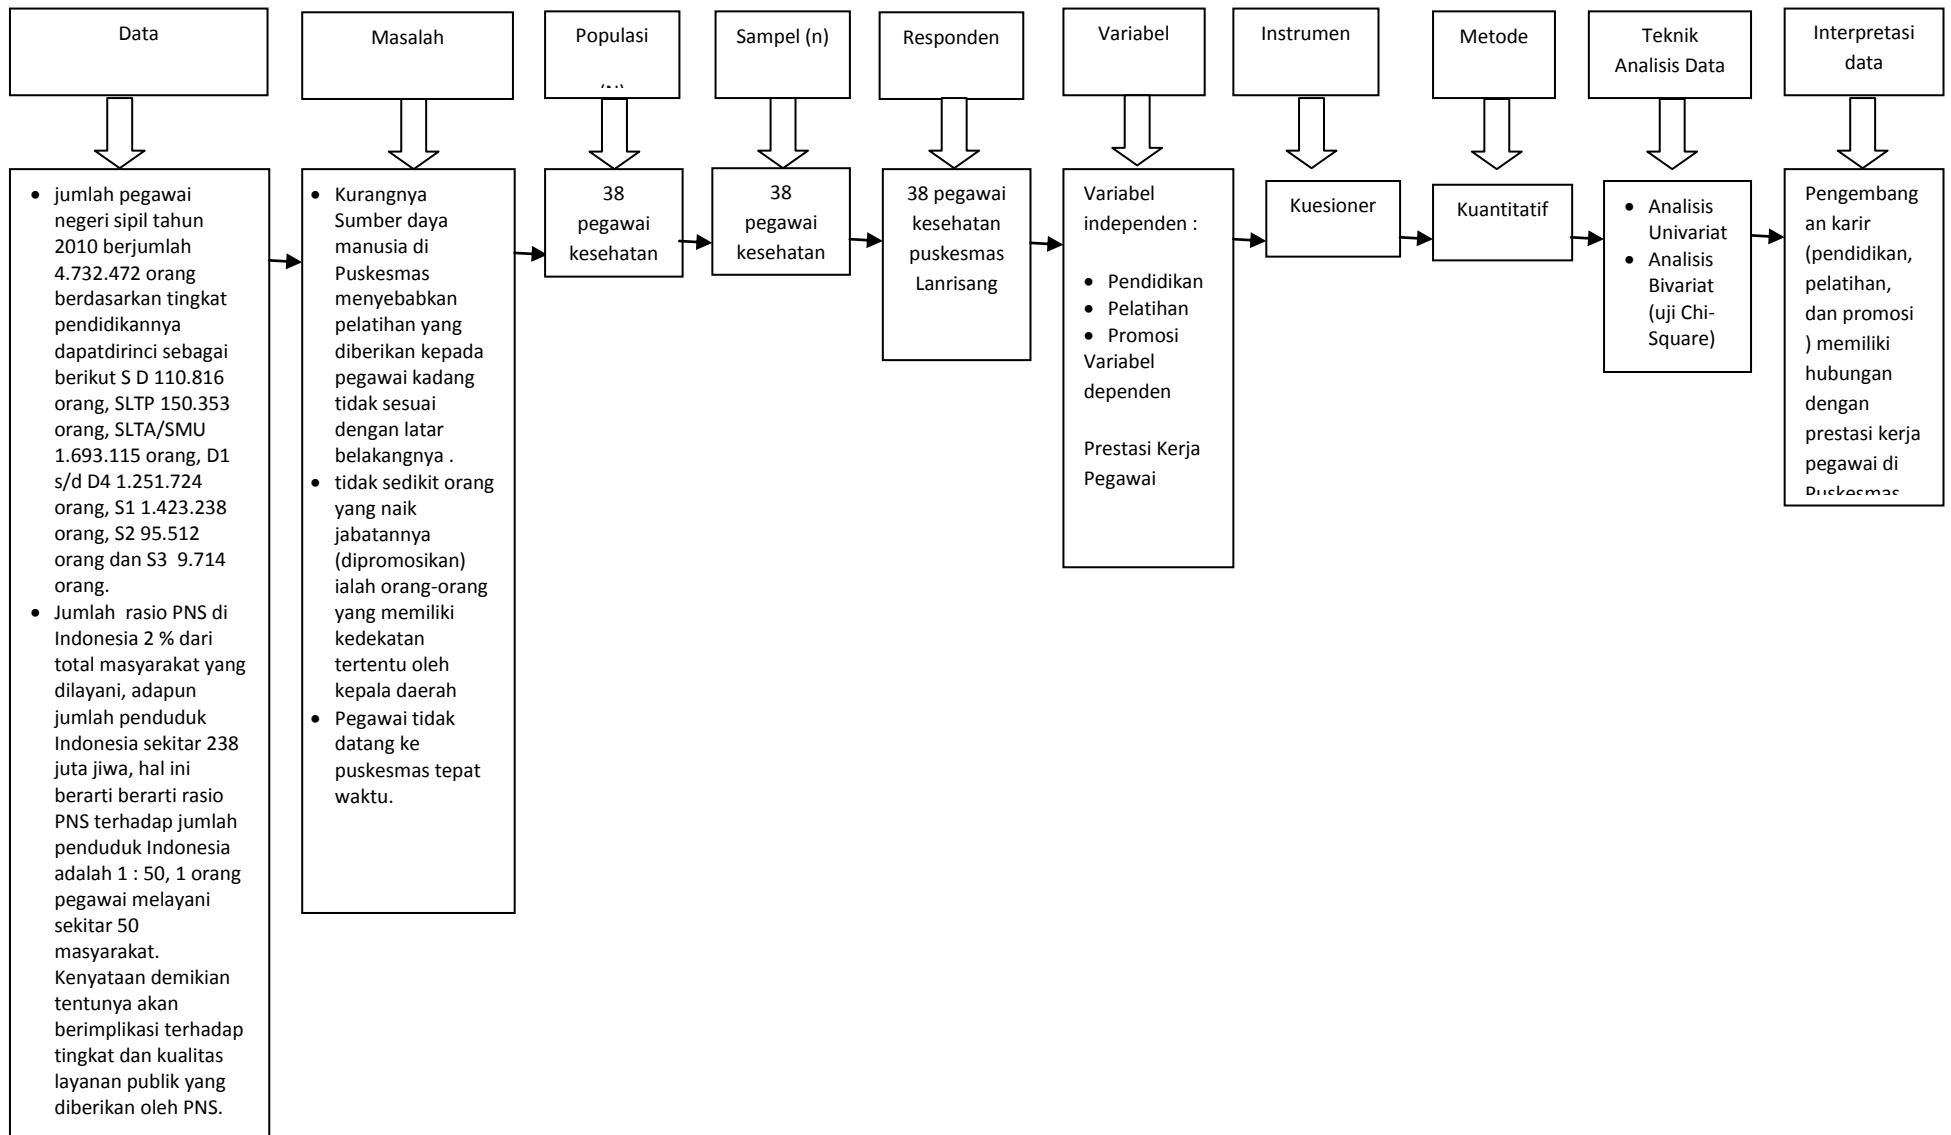 Data
Masalah
Populasi
(N)
Sampel (n)
Responden
Variabel
Instrumen
Metode
Teknik
Analisis Data
Interpretasi
data
• jumlah pegawai
negeri sipil tahun
2010 berjumlah
4.732.472 orang
berdasarkan tingkat
pendidikannya
dapatdirinci sebagai
berikut S D 110.816
orang, SLTP 150.353
orang, SLTA/SMU
1.693.115 orang, D1
s/d D4 1.251.724
orang, S1 1.423.238
orang, S2 95.512
orang dan S3 9.714
orang.
• Jumlah rasio PNS di
Indonesia 2 % dari
total masyarakat yang
dilayani, adapun
jumlah penduduk
Indonesia sekitar 238
juta jiwa, hal ini
berarti berarti rasio
PNS terhadap jumlah
penduduk Indonesia
adalah 1 : 50, 1 orang
pegawai melayani
sekitar 50
masyarakat.
Kenyataan demikian
tentunya akan
berimplikasi terhadap
tingkat dan kualitas
layanan publik yang
diberikan oleh PNS.
• Kurangnya
Sumber daya
manusia di
Puskesmas
menyebabkan
pelatihan yang
diberikan kepada
pegawai kadang
tidak sesuai
dengan latar
belakangnya .
• tidak sedikit orang
yang naik
jabatannya
(dipromosikan)
ialah orang-orang
yang memiliki
kedekatan
tertentu oleh
kepala daerah
• Pegawai tidak
datang ke
puskesmas tepat
waktu.
38
pegawai
kesehatan
38
pegawai
kesehatan
38 pegawai
kesehatan
puskesmas
Lanrisang
Variabel
independen :
• Pendidikan
• Pelatihan
• Promosi
Variabel
dependen
Prestasi Kerja
Pegawai
Kuesioner
Kuantitatif
• Analisis
Univariat
• Analisis
Bivariat
(uji Chi-
Square)
Pengembang
an karir
(pendidikan,
pelatihan,
dan promosi
) memiliki
hubungan
dengan
prestasi kerja
pegawai di
Puskesmas